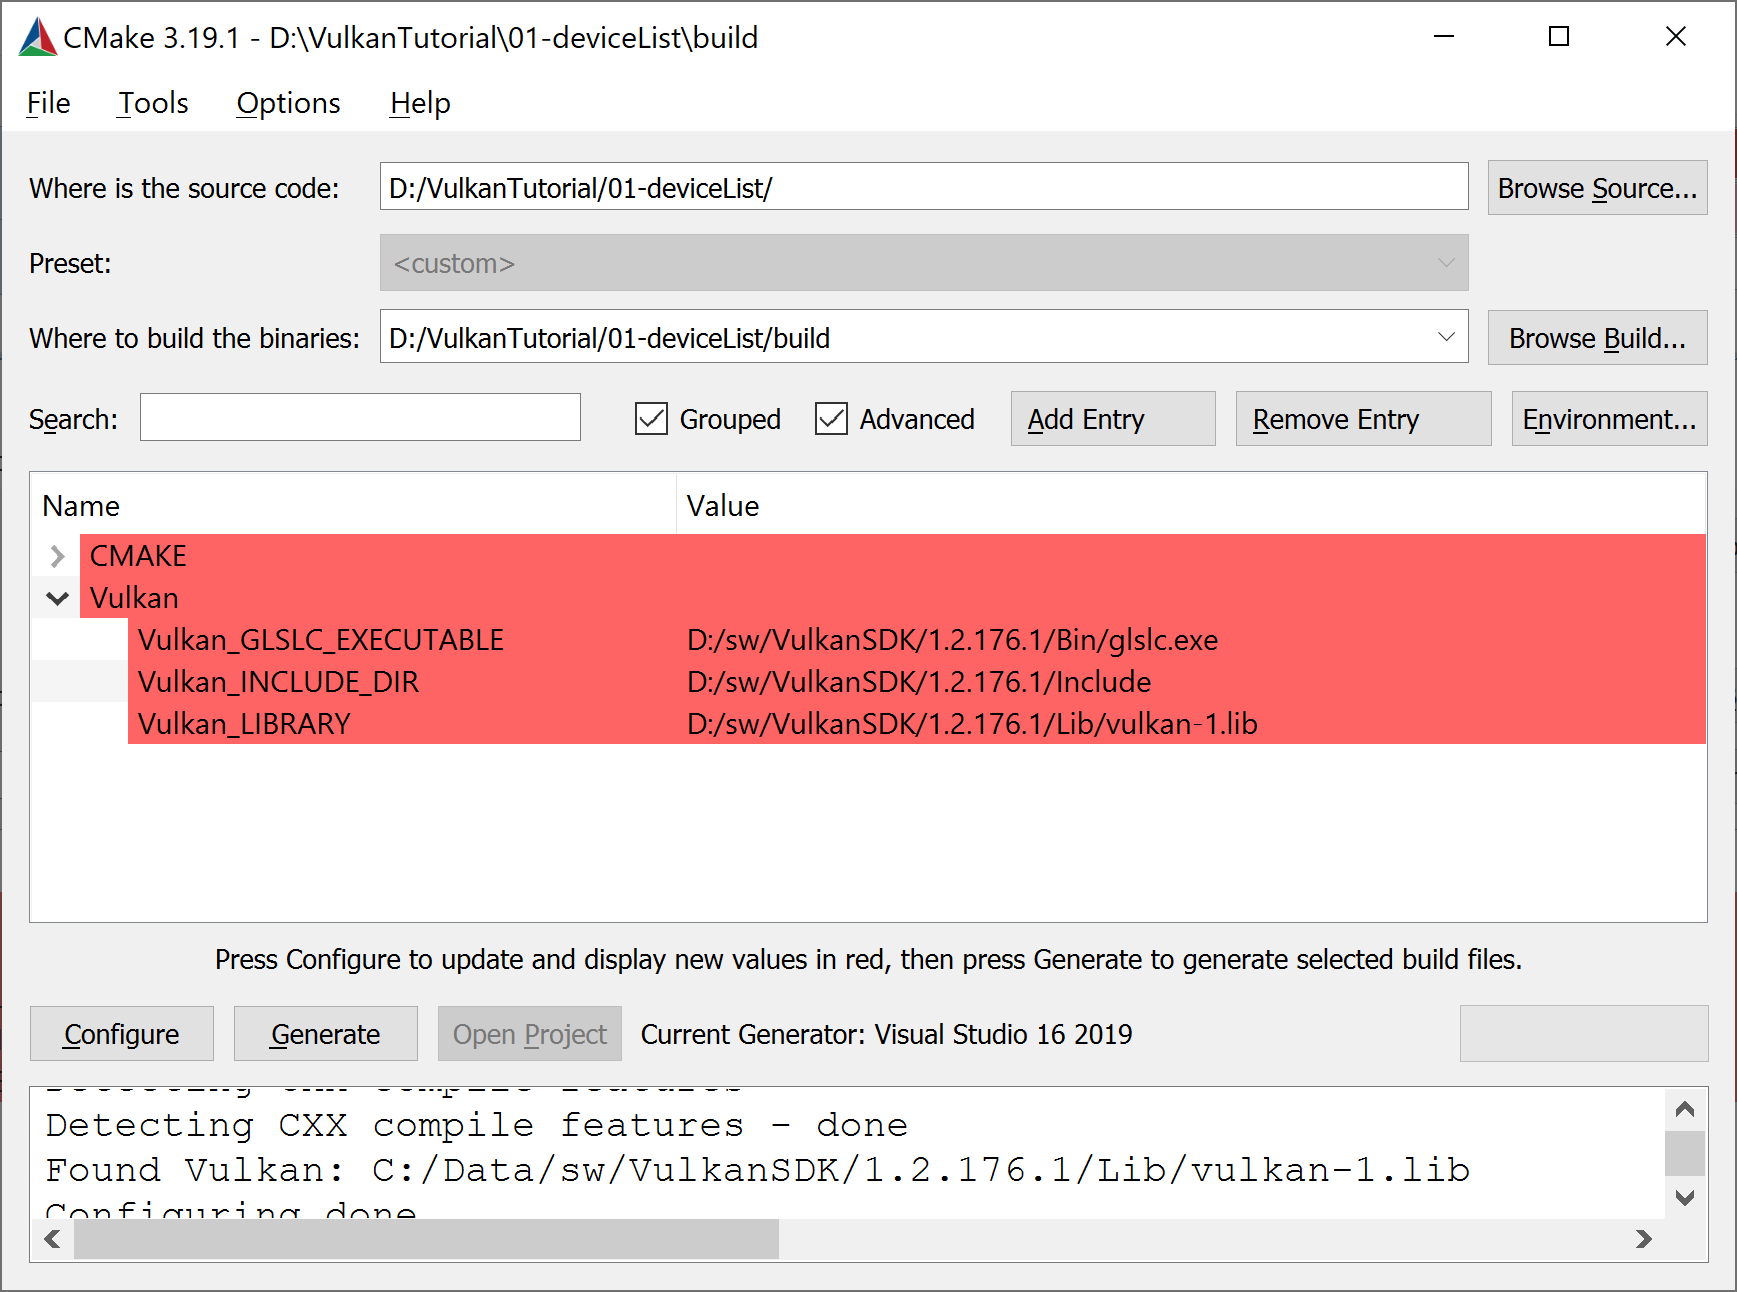 CMake 3.19.1 - D:\VulkanTutorial\01-deviceList\build
File Tools Options Help
Where is the source code: D:/VulkanTutorial/01-deviceList/ Browse Source...
Preset: <custom>
Where to build the binaries: D:/VulkanTutorial/01-deviceList/build Browse Build...
Search: Grouped Advanced Add Entry Remove Entry Environment...
Name Value
CMAKE
Vulkan
Vulkan_GLSLC_EXECUTABLE D:/sw/VulkanSDK/1.2.176.1/Bin/glslc.exe
Vulkan_INCLUDE_DIR D:/sw/VulkanSDK/1.2.176.1/Include
Vulkan_LIBRARY D:/sw/VulkanSDK/1.2.176.1/Lib/vulkan-1.lib
Press Configure to update and display new values in red, then press Generate to generate selected build files.
Configure Generate Open Project Current Generator: Visual Studio 16 2019
Detecting CXX compile features
Detecting CXX compile features - done
Found Vulkan: C:/Data/sw/VulkanSDK/1.2.176.1/Lib/vulkan-1.lib
Configuring done